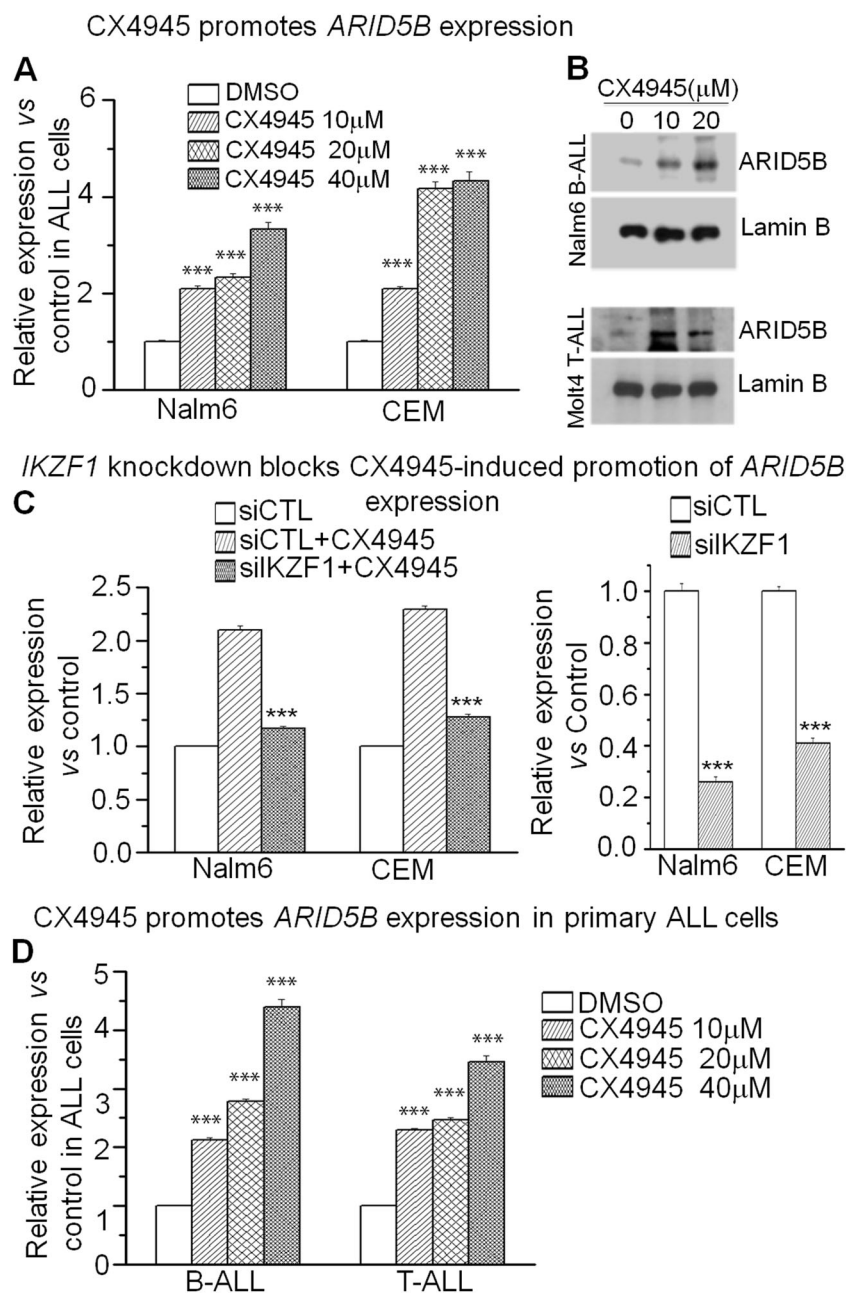 CX4945 promotes ARID5B expression
A
Relative expression vs
control in ALL cells
6
4
2
1
0
DMSO
CX4945 10µM
CX4945 20µM
CX4945 40µM
***
***
***
***
***
***
Nalm6
CEM
B
CX4945(µM)
0 10 20
Nalm6 B-ALL
ARID5B
Lamin B
Molt4 T-ALL
ARID5B
Lamin B
IKZF1 knockdown blocks CX4945-induced promotion of ARID5B
expression
C
siCTL
siCTL+CX4945
siIKZF1+CX4945
Relative expression
vs control
2.5
2.0
1.5
1.0
0.5
0.0
***
***
Nalm6
CEM
siCTL
siIKZF1
Relative expression
vs Control
1.0
0.8
0.6
0.4
0.2
0.0
***
***
Nalm6
CEM
CX4945 promotes ARID5B expression in primary ALL cells
D
Relative expression vs
control in ALL cells
5
4
3
2
1
0
***
***
***
***
***
***
B-ALL
T-ALL
DMSO
CX4945 10µM
CX4945 20µM
CX4945 40µM